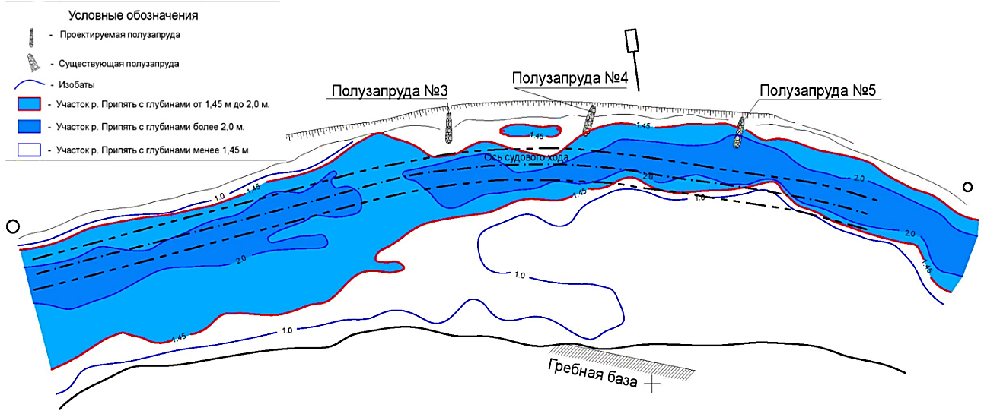 Условные обозначения
- Проектируемая полузапруда
- Существующая полузапруда
- Изобаты
- Участок р. Припять с глубинами от 1,45 м до 2,0 м.
- Участок р. Припять с глубинами более 2,0 м.
- Участок р. Припять с глубинами менее 1,45 м
Полузапруда №3
Полузапруда №4
Полузапруда №5
1.45
1.45
Ось судового хода
2.0
2.0
1.0
1.45
1.45
1.0
2.0
2.0
1.45
1.0
1.45
1.0
Гребная база